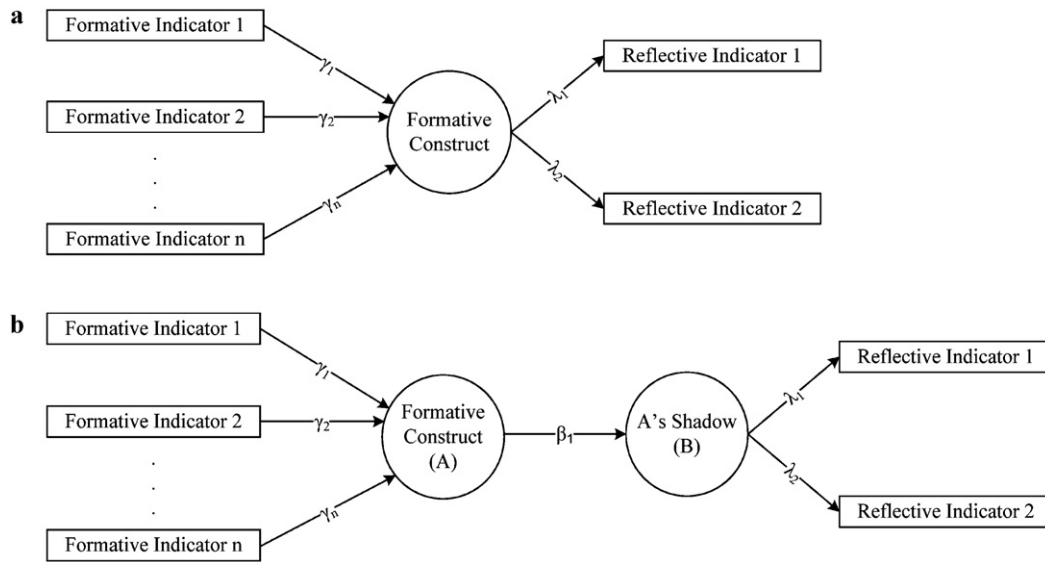 a
Formative Indicator 1
Formative Indicator 2
.
.
.
Formative Indicator n
γ₁
γ₂
γₙ
Formative
Construct
λ₁
λ₂
Reflective Indicator 1
Reflective Indicator 2
b
Formative Indicator 1
Formative Indicator 2
.
.
.
Formative Indicator n
γ₁
γ₂
γₙ
Formative
Construct
(A)
β₁
A's Shadow
(B)
λ₁
λ₂
Reflective Indicator 1
Reflective Indicator 2